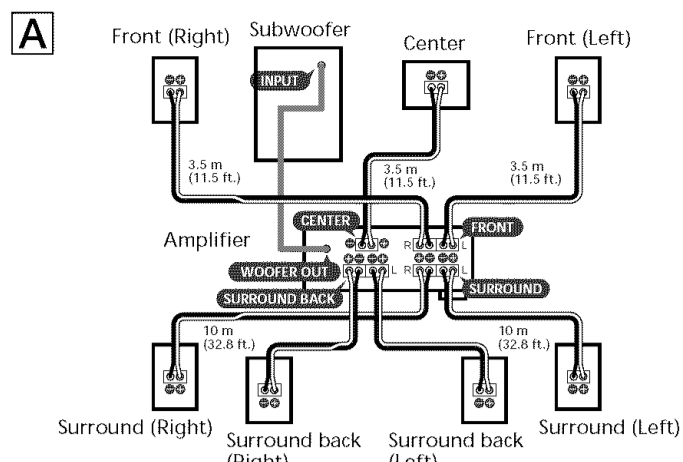 A
Front (Right)
Subwoofer
Center
Front (Left)
INPUT
3.5 m
(11.5 ft.)
3.5 m
(11.5 ft.)
3.5 m
(11.5 ft.)
CENTER
FRONT
Amplifier
R
L
WOOFER OUT
L
R
L
SURROUND BACK
SURROUND
10 m
(32.8 ft.)
10 m
(32.8 ft.)
Surround (Right)
Surround back
(Right)
Surround back
(Left)
Surround (Left)